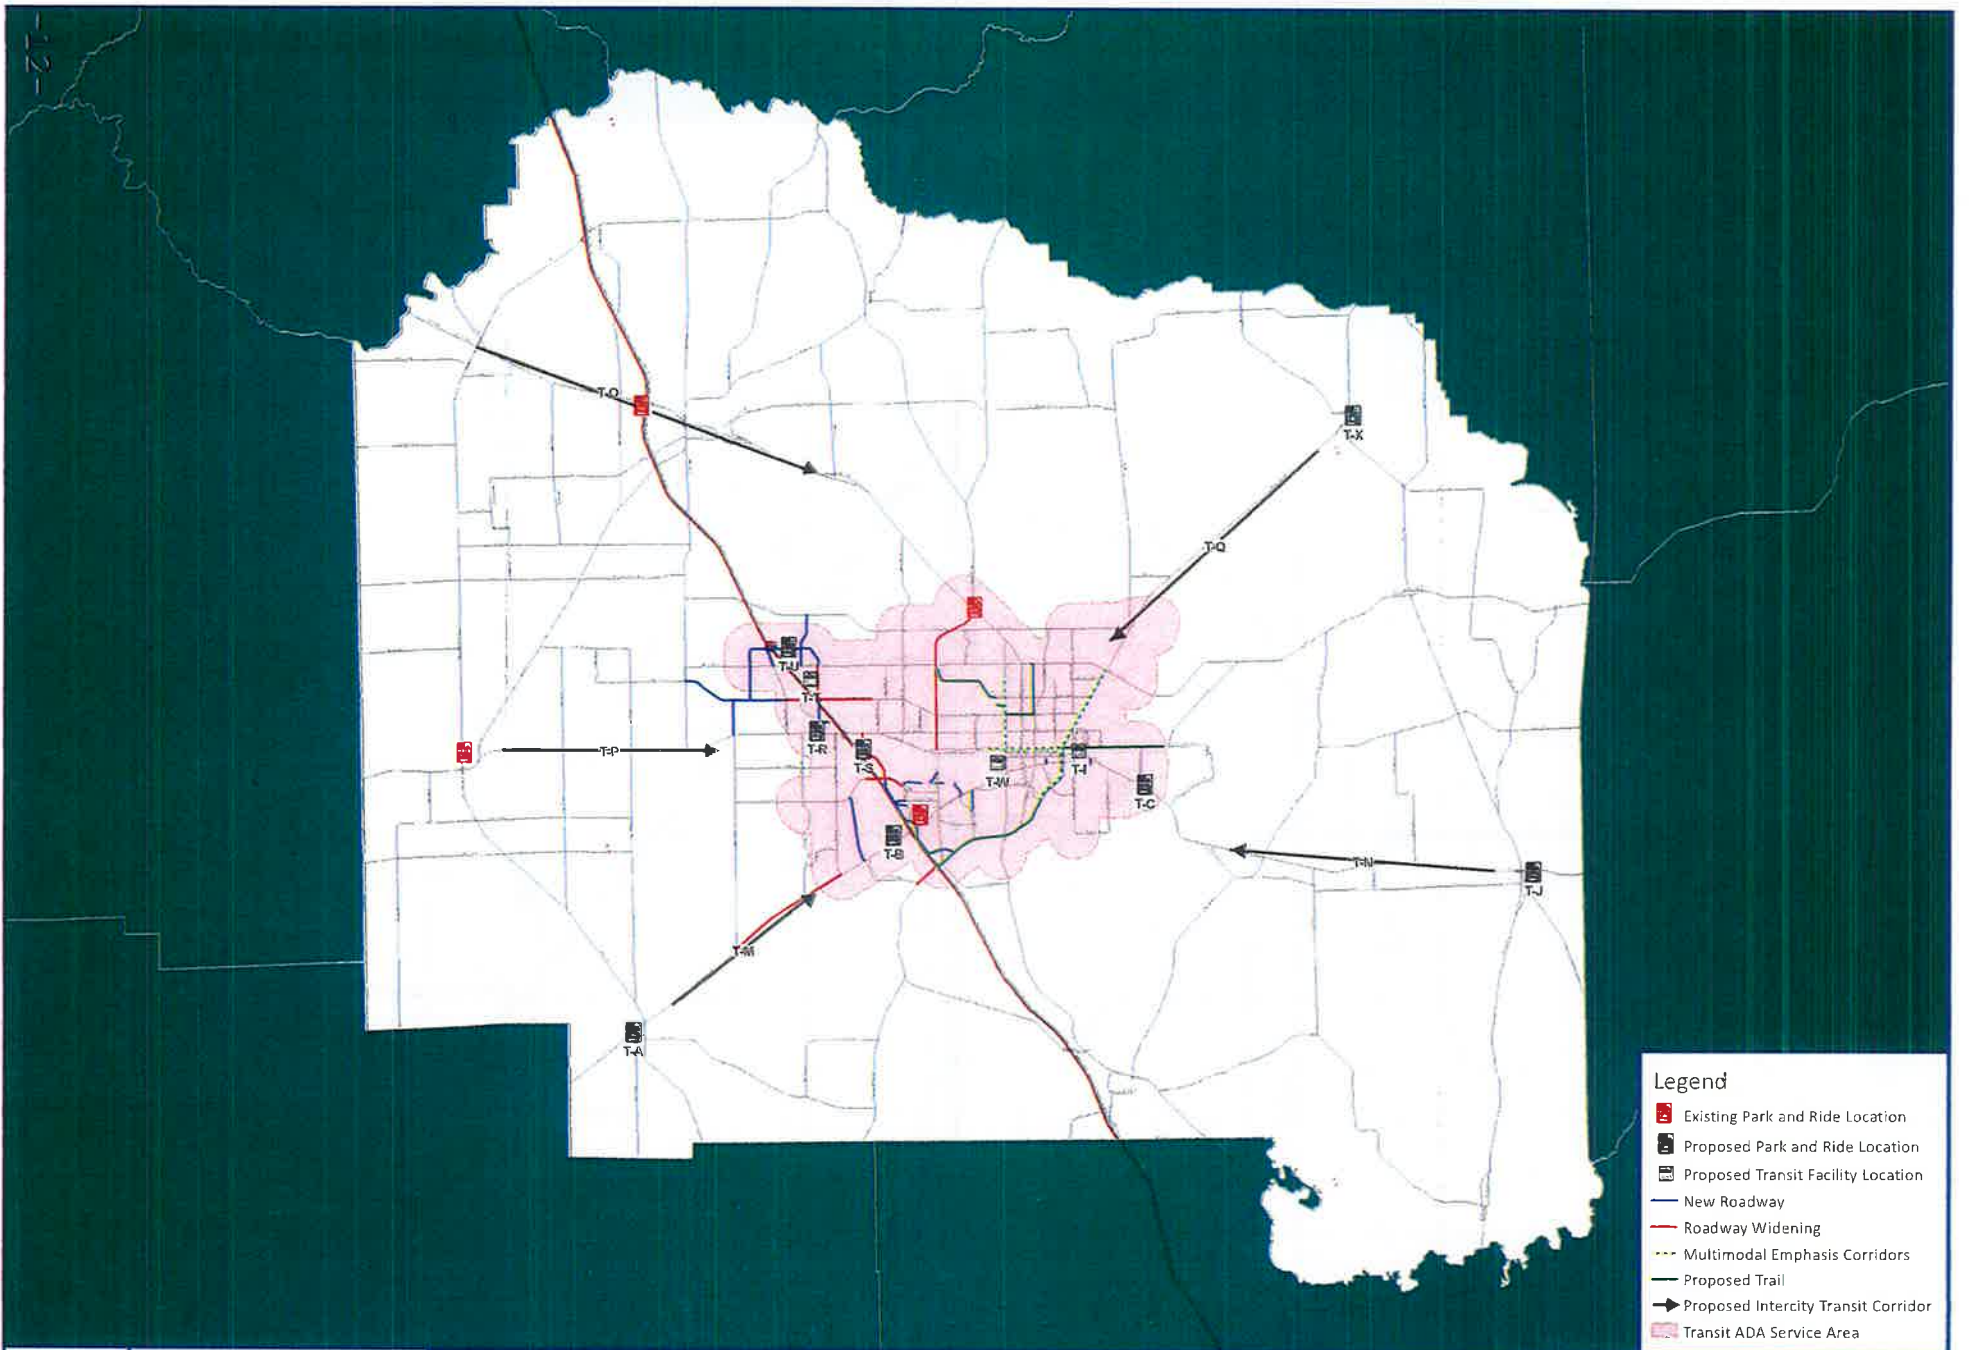 -12-
T-O
T-X
T-Q
T-U
T-T
T-R
T-S
T-P
T-W
T-I
T-C
T-B
T-N
T-J
T-M
T-A
Legend
Existing Park and Ride Location
Proposed Park and Ride Location
Proposed Transit Facility Location
New Roadway
Roadway Widening
Multimodal Emphasis Corridors
Proposed Trail
Proposed Intercity Transit Corridor
Transit ADA Service Area